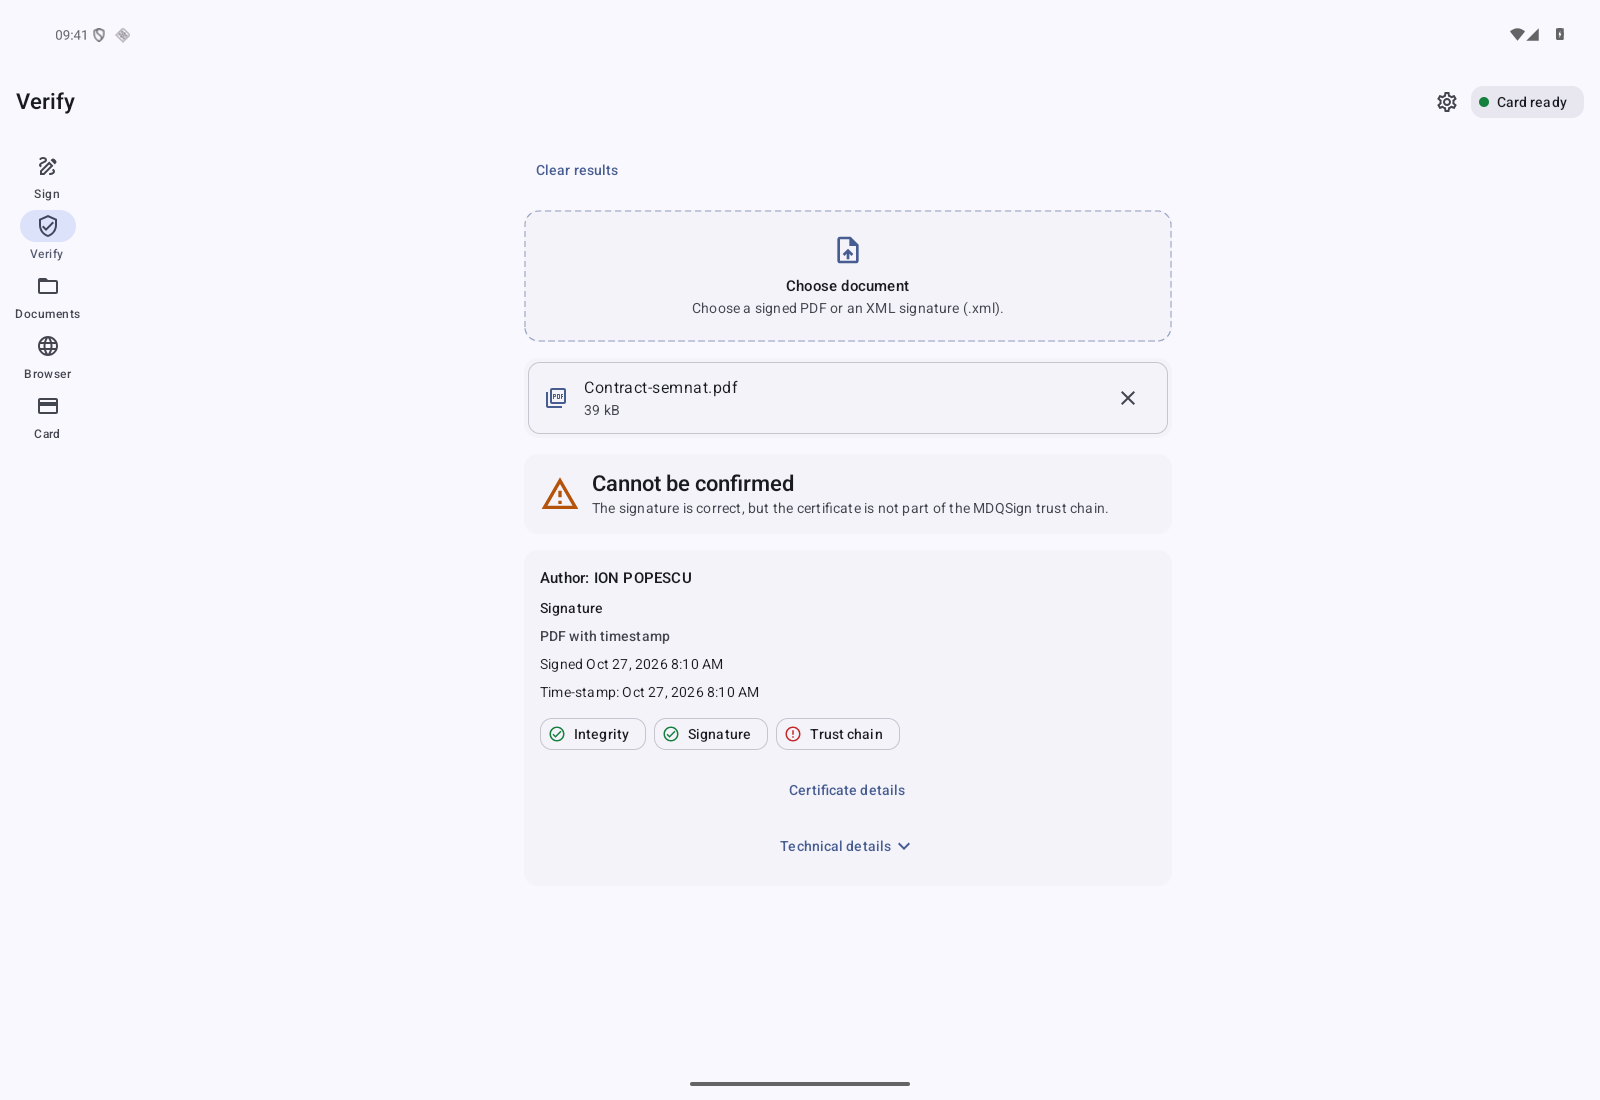 09:41
Verify
Card ready
Sign
Verify
Documents
Browser
Card
Clear results
Choose document
Choose a signed PDF or an XML signature (.xml).
PDF
Contract-semnat.pdf
39 kB
Cannot be confirmed
The signature is correct, but the certificate is not part of the MDQSign trust chain.
Author: ION POPESCU
Signature
PDF with timestamp
Signed Oct 27, 2026 8:10 AM
Time-stamp: Oct 27, 2026 8:10 AM
Integrity
Signature
Trust chain
Certificate details
Technical details